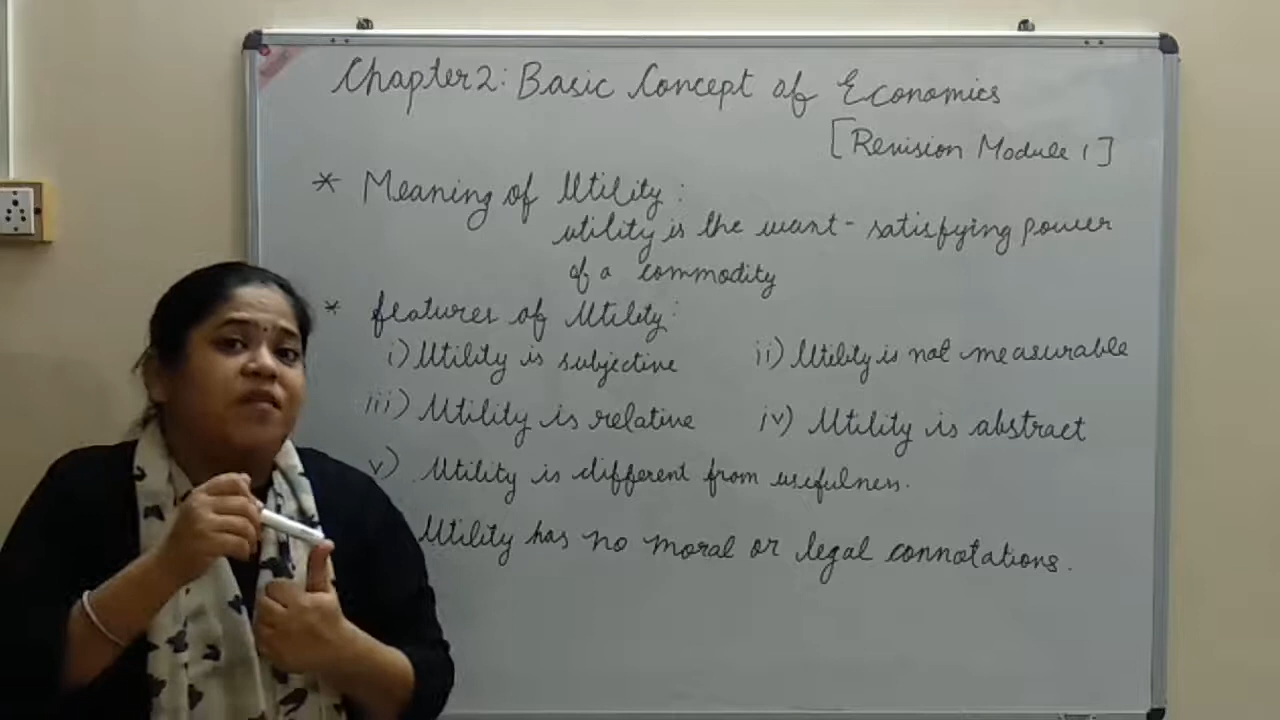 Chapter 2: Basic Concept of Economics
[Revision Module 1]
* Meaning of Utility:
utility is the want-satisfying power
of a commodity
* features of Utility:
i) Utility is subjective ii) Utility is not measurable
iii) Utility is relative iv) Utility is abstract
v) Utility is different from usefulness.
Utility has no moral or legal connotations.